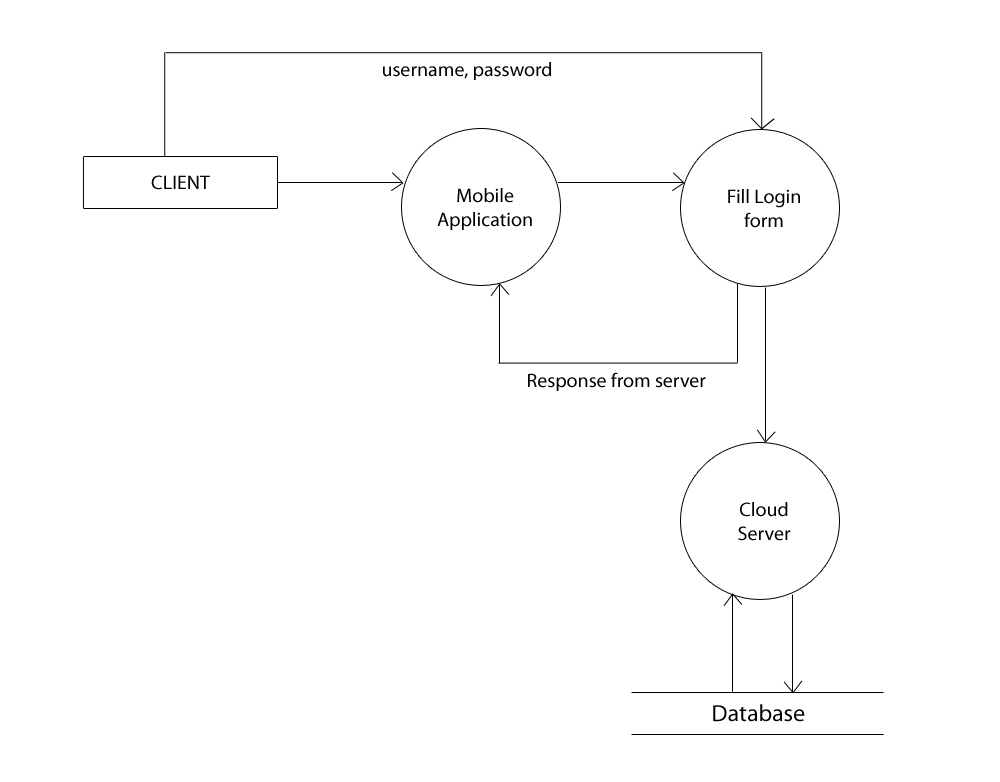 username, password
CLIENT
Mobile
Application
Fill Login
form
Response from server
Cloud
Server
Database